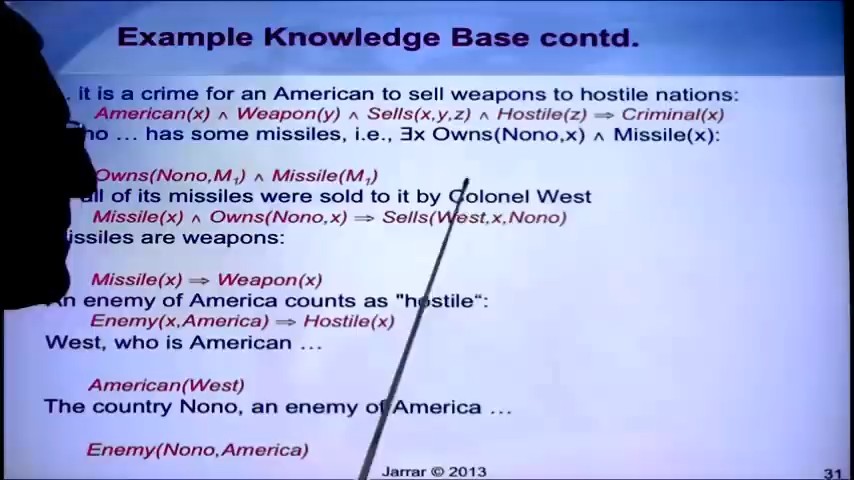 Example Knowledge Base contd.
it is a crime for an American to sell weapons to hostile nations:
American(x) ∧ Weapon(y) ∧ Sells(x,y,z) ∧ Hostile(z) ⇒ Criminal(x)
… has some missiles, i.e., ∃x Owns(Nono,x) ∧ Missile(x):
Owns(Nono,M₁) ∧ Missile(M₁)
all of its missiles were sold to it by Colonel West
Missile(x) ∧ Owns(Nono,x) ⇒ Sells(West,x,Nono)
issiles are weapons:
Missile(x) ⇒ Weapon(x)
An enemy of America counts as "hostile“:
Enemy(x,America) ⇒ Hostile(x)
West, who is American …
American(West)
The country Nono, an enemy of America …
Enemy(Nono,America)
Jarrar © 2013
31